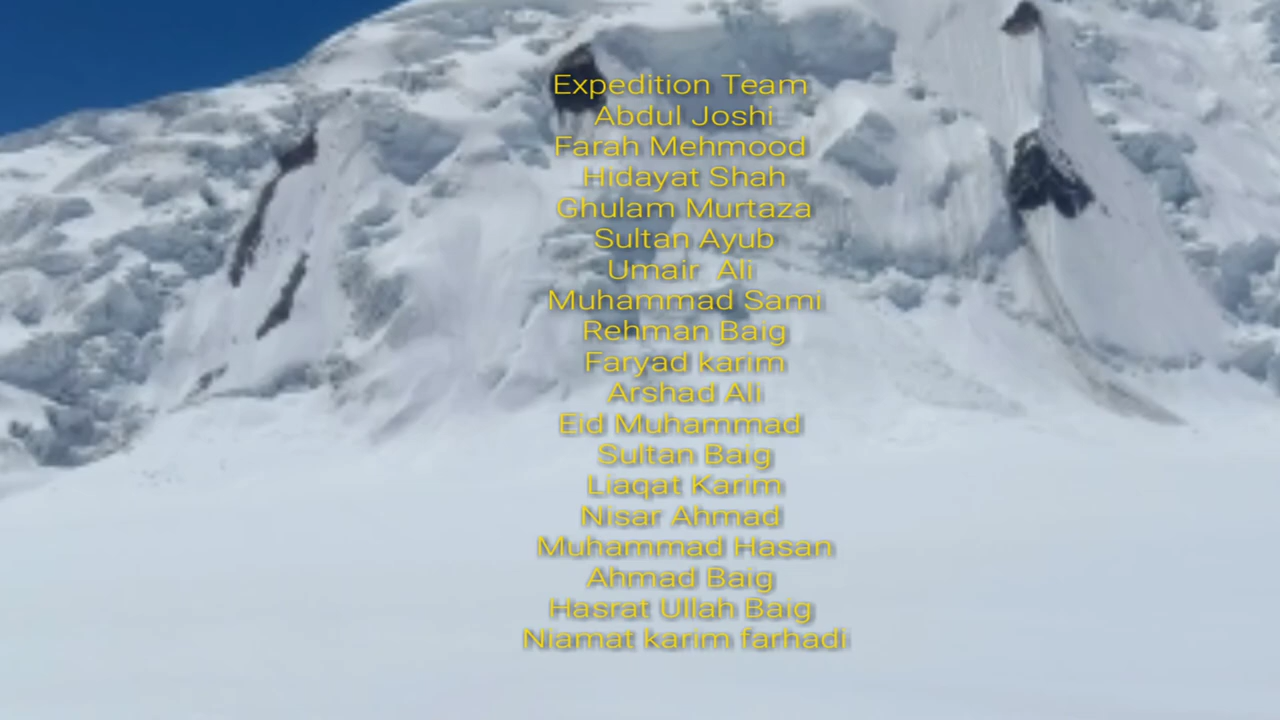 Expedition Team
Abdul Joshi
Farah Mehmood
Hidayat Shah
Ghulam Murtaza
Sultan Ayub
Umair Ali
Muhammad Sami
Rehman Baig
Faryad karim
Arshad Ali
Eid Muhammad
Sultan Baig
Liaqat Karim
Nisar Ahmad
Muhammad Hasan
Ahmad Baig
Hasrat Ullah Baig
Niamat karim farhadi